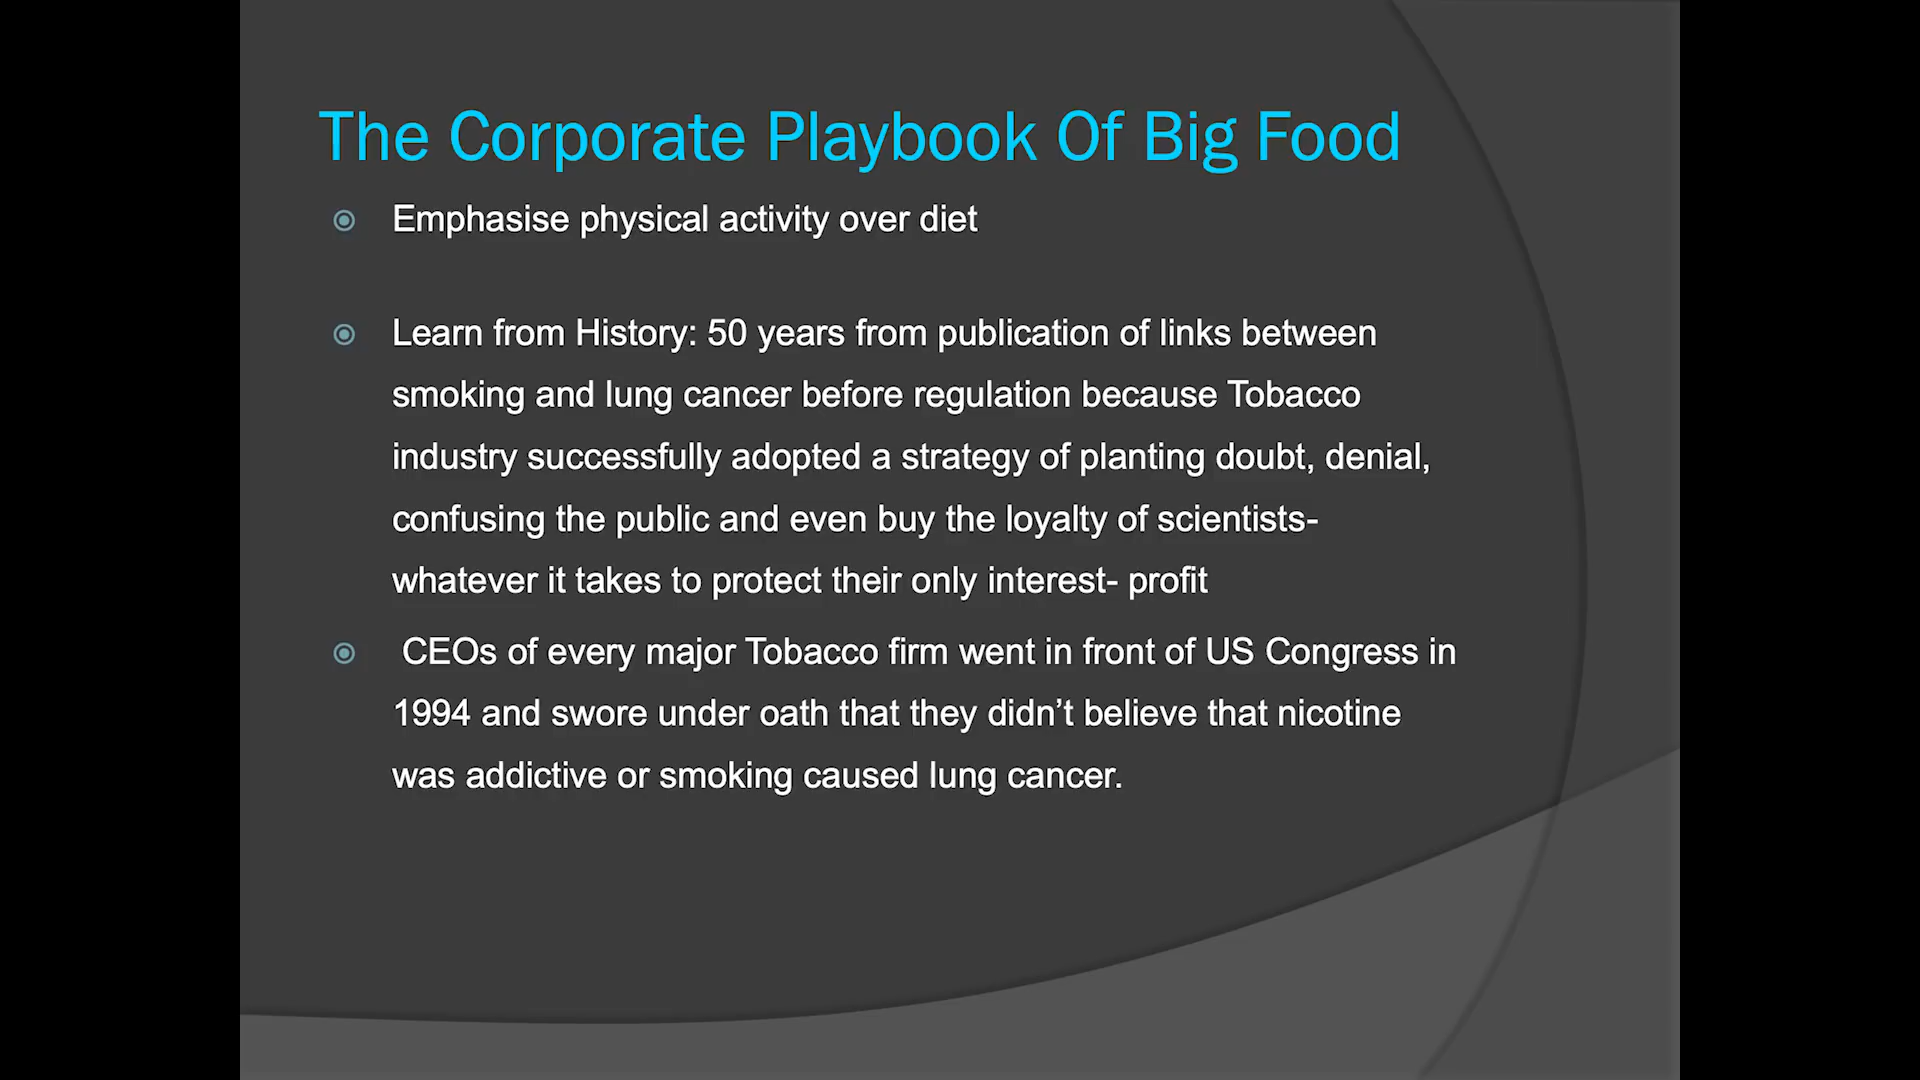 The Corporate Playbook Of Big Food
Emphasise physical activity over diet
Learn from History: 50 years from publication of links between
smoking and lung cancer before regulation because Tobacco
industry successfully adopted a strategy of planting doubt, denial,
confusing the public and even buy the loyalty of scientists-
whatever it takes to protect their only interest- profit
CEOs of every major Tobacco firm went in front of US Congress in
1994 and swore under oath that they didn’t believe that nicotine
was addictive or smoking caused lung cancer.